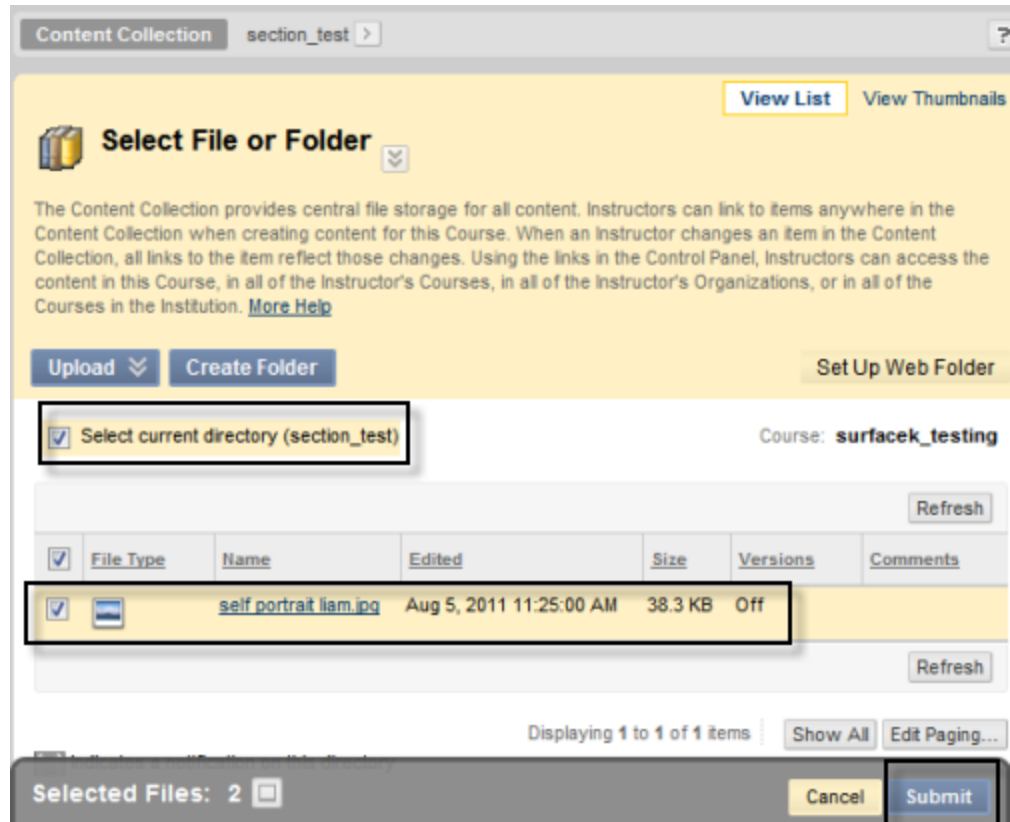 Content Collection section_test >
?
View List View Thumbnails
Select File or Folder
The Content Collection provides central file storage for all content. Instructors can link to items anywhere in the
Content Collection when creating content for this Course. When an Instructor changes an item in the Content
Collection, all links to the item reflect those changes. Using the links in the Control Panel, Instructors can access the
content in this Course, in all of the Instructor's Courses, in all of the Instructor's Organizations, or in all of the
Courses in the Institution. More Help
Upload Create Folder Set Up Web Folder
Select current directory (section_test) Course: surfacek_testing
Refresh
File Type Name Edited Size Versions Comments
self portrait liam.jpg Aug 5, 2011 11:25:00 AM 38.3 KB Off
Refresh
Displaying 1 to 1 of 1 items Show All Edit Paging...
Indicates a notification on this directory
Selected Files: 2 Cancel Submit